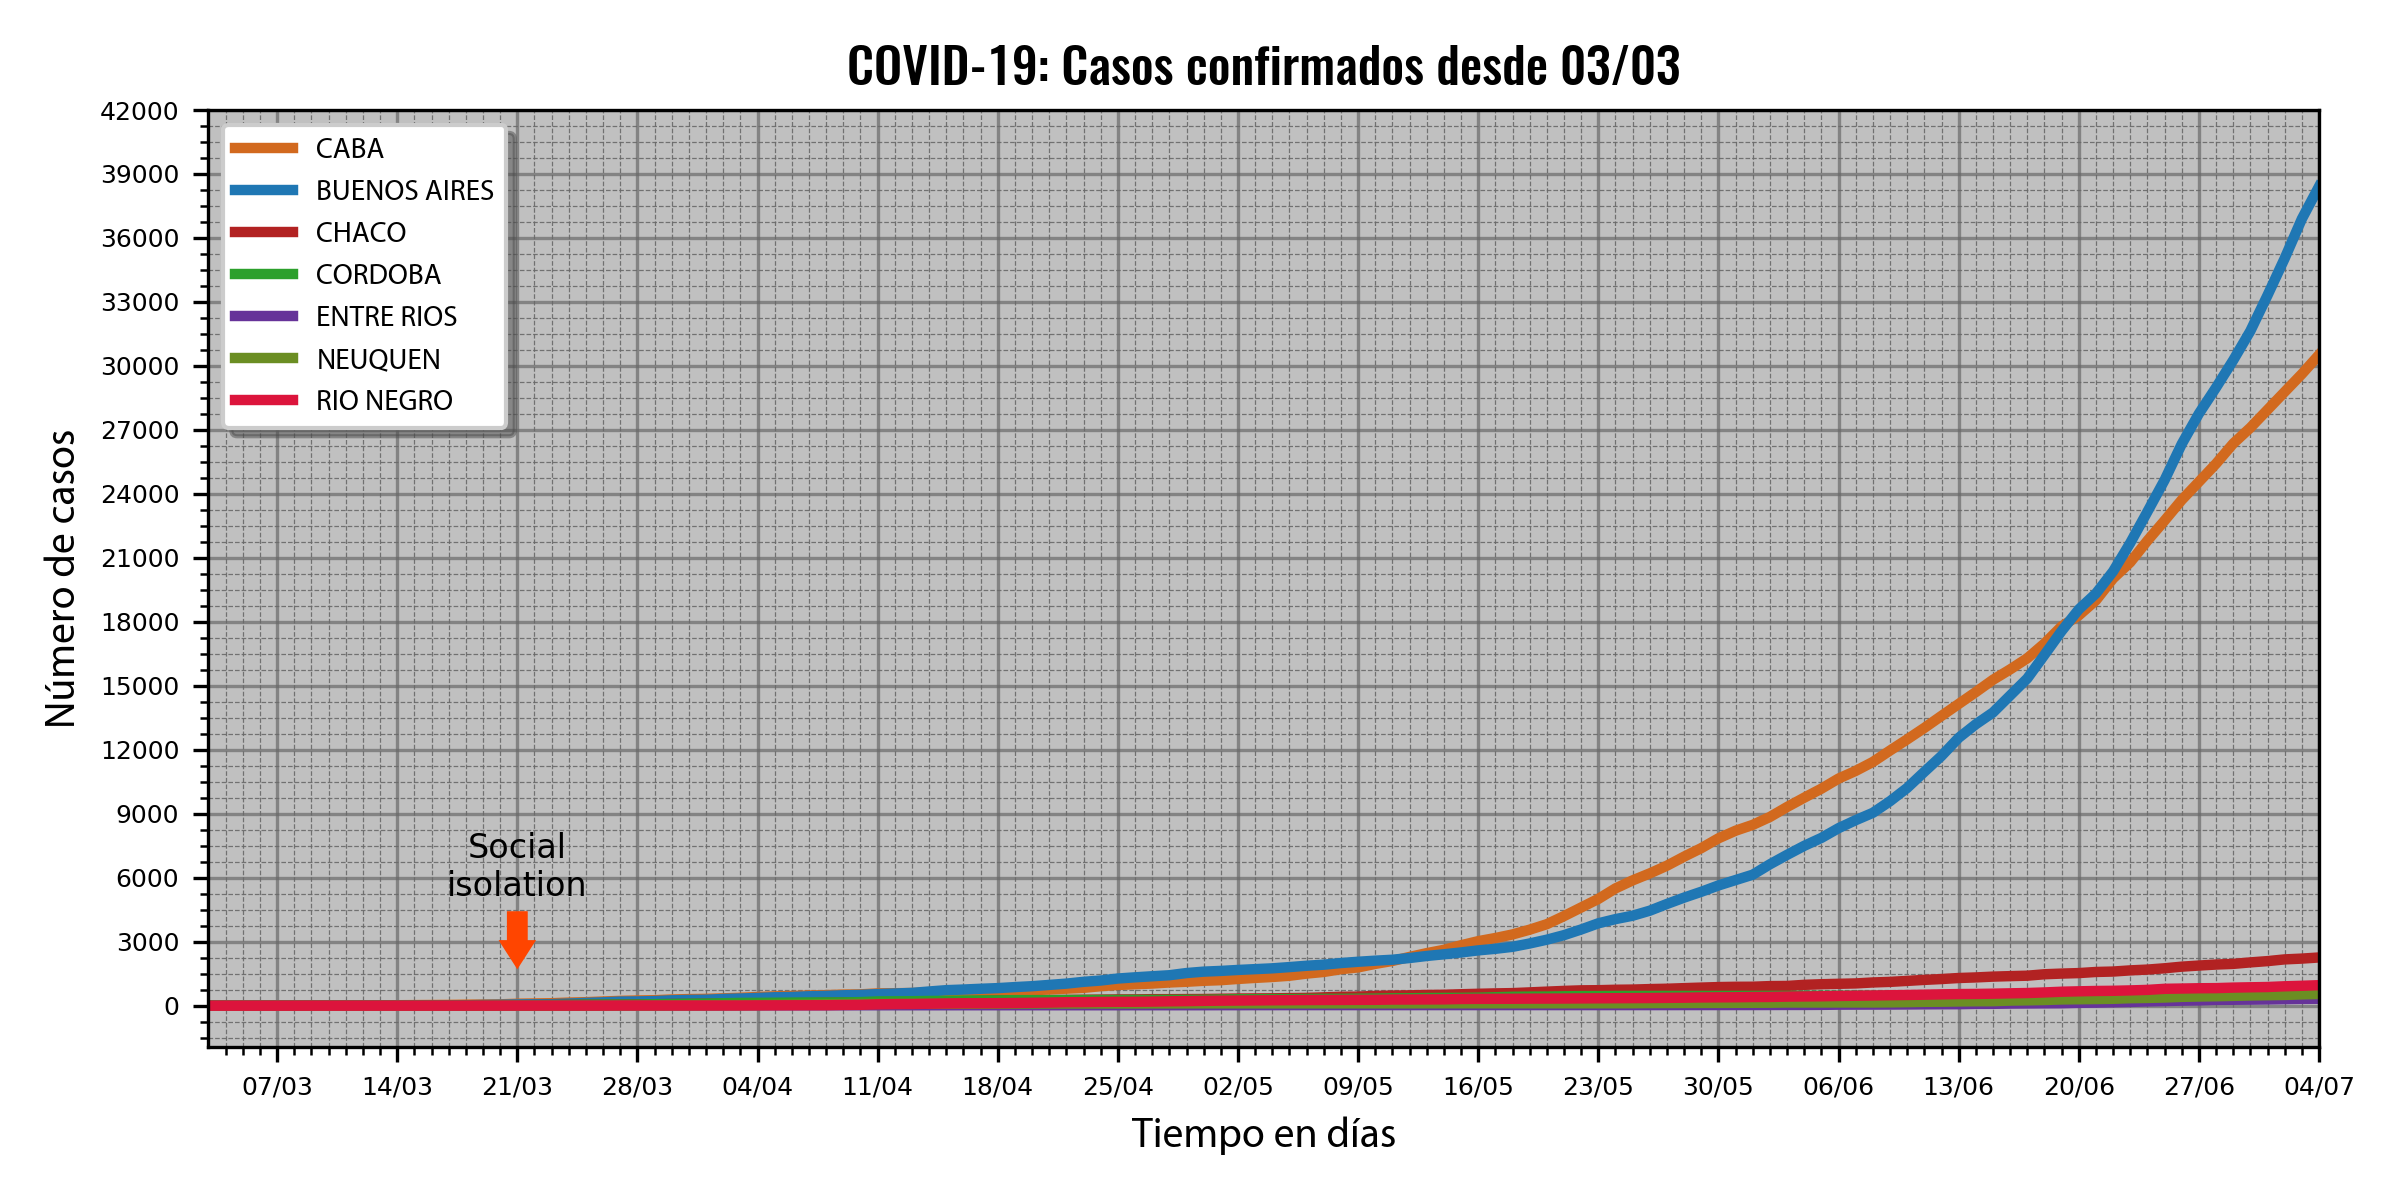 COVID-19: Casos confirmados desde 03/03
42000
39000
36000
33000
30000
27000
24000
21000
18000
15000
12000
9000
6000
3000
0
Número de casos
CABA
BUENOS AIRES
CHACO
CORDOBA
ENTRE RIOS
NEUQUEN
RIO NEGRO
Social
isolation
07/03 14/03 21/03 28/03 04/04 11/04 18/04 25/04 02/05 09/05 16/05 23/05 30/05 06/06 13/06 20/06 27/06 04/07
Tiempo en días